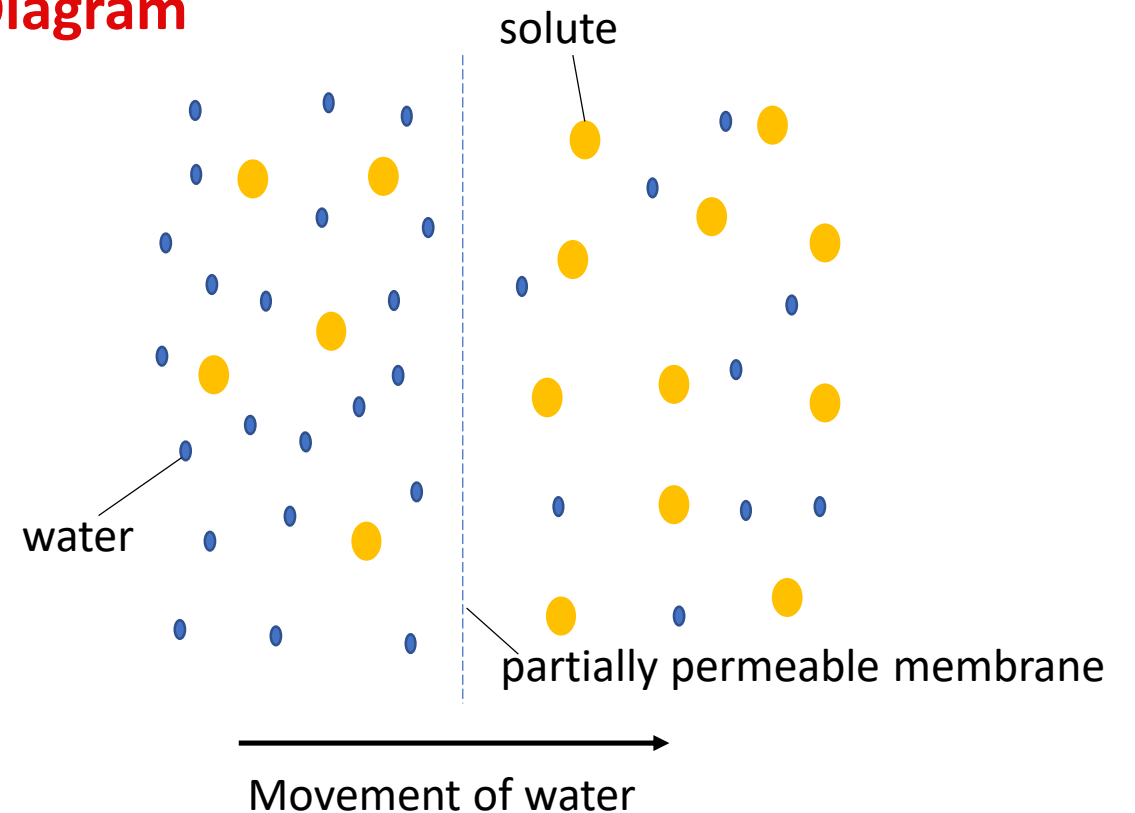 Diagram
solute
water
partially permeable membrane
Movement of water